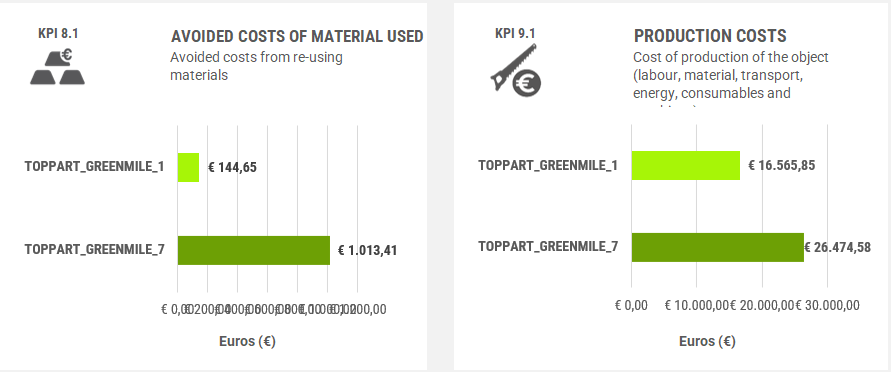 KPI 8.1
AVOIDED COSTS OF MATERIAL USED
Avoided costs from re-using
materials
TOPPART_GREENMILE_1
€ 144,65
TOPPART_GREENMILE_7
€ 1.013,41
€ 0,00
Euros (€)
KPI 9.1
PRODUCTION COSTS
Cost of production of the object
(labour, material, transport,
energy, consumables and
TOPPART_GREENMILE_1
€ 16.565,85
TOPPART_GREENMILE_7
€ 26.474,58
€ 0,00 € 10.000,00 € 20.000,00 € 30.000,00
Euros (€)